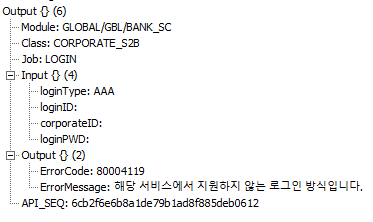 Output {} (6)
Module: GLOBAL/GBL/BANK_SC
Class: CORPORATE_S2B
Job: LOGIN
Input {} (4)
loginType: AAA
loginID:
corporateID:
loginPWD:
Output {} (2)
ErrorCode: 80004119
ErrorMessage: 해당 서비스에서 지원하지 않는 로그인 방식입니다.
API_SEQ: 6cb2f6e6b8a1de79b1ad8f885deb0612